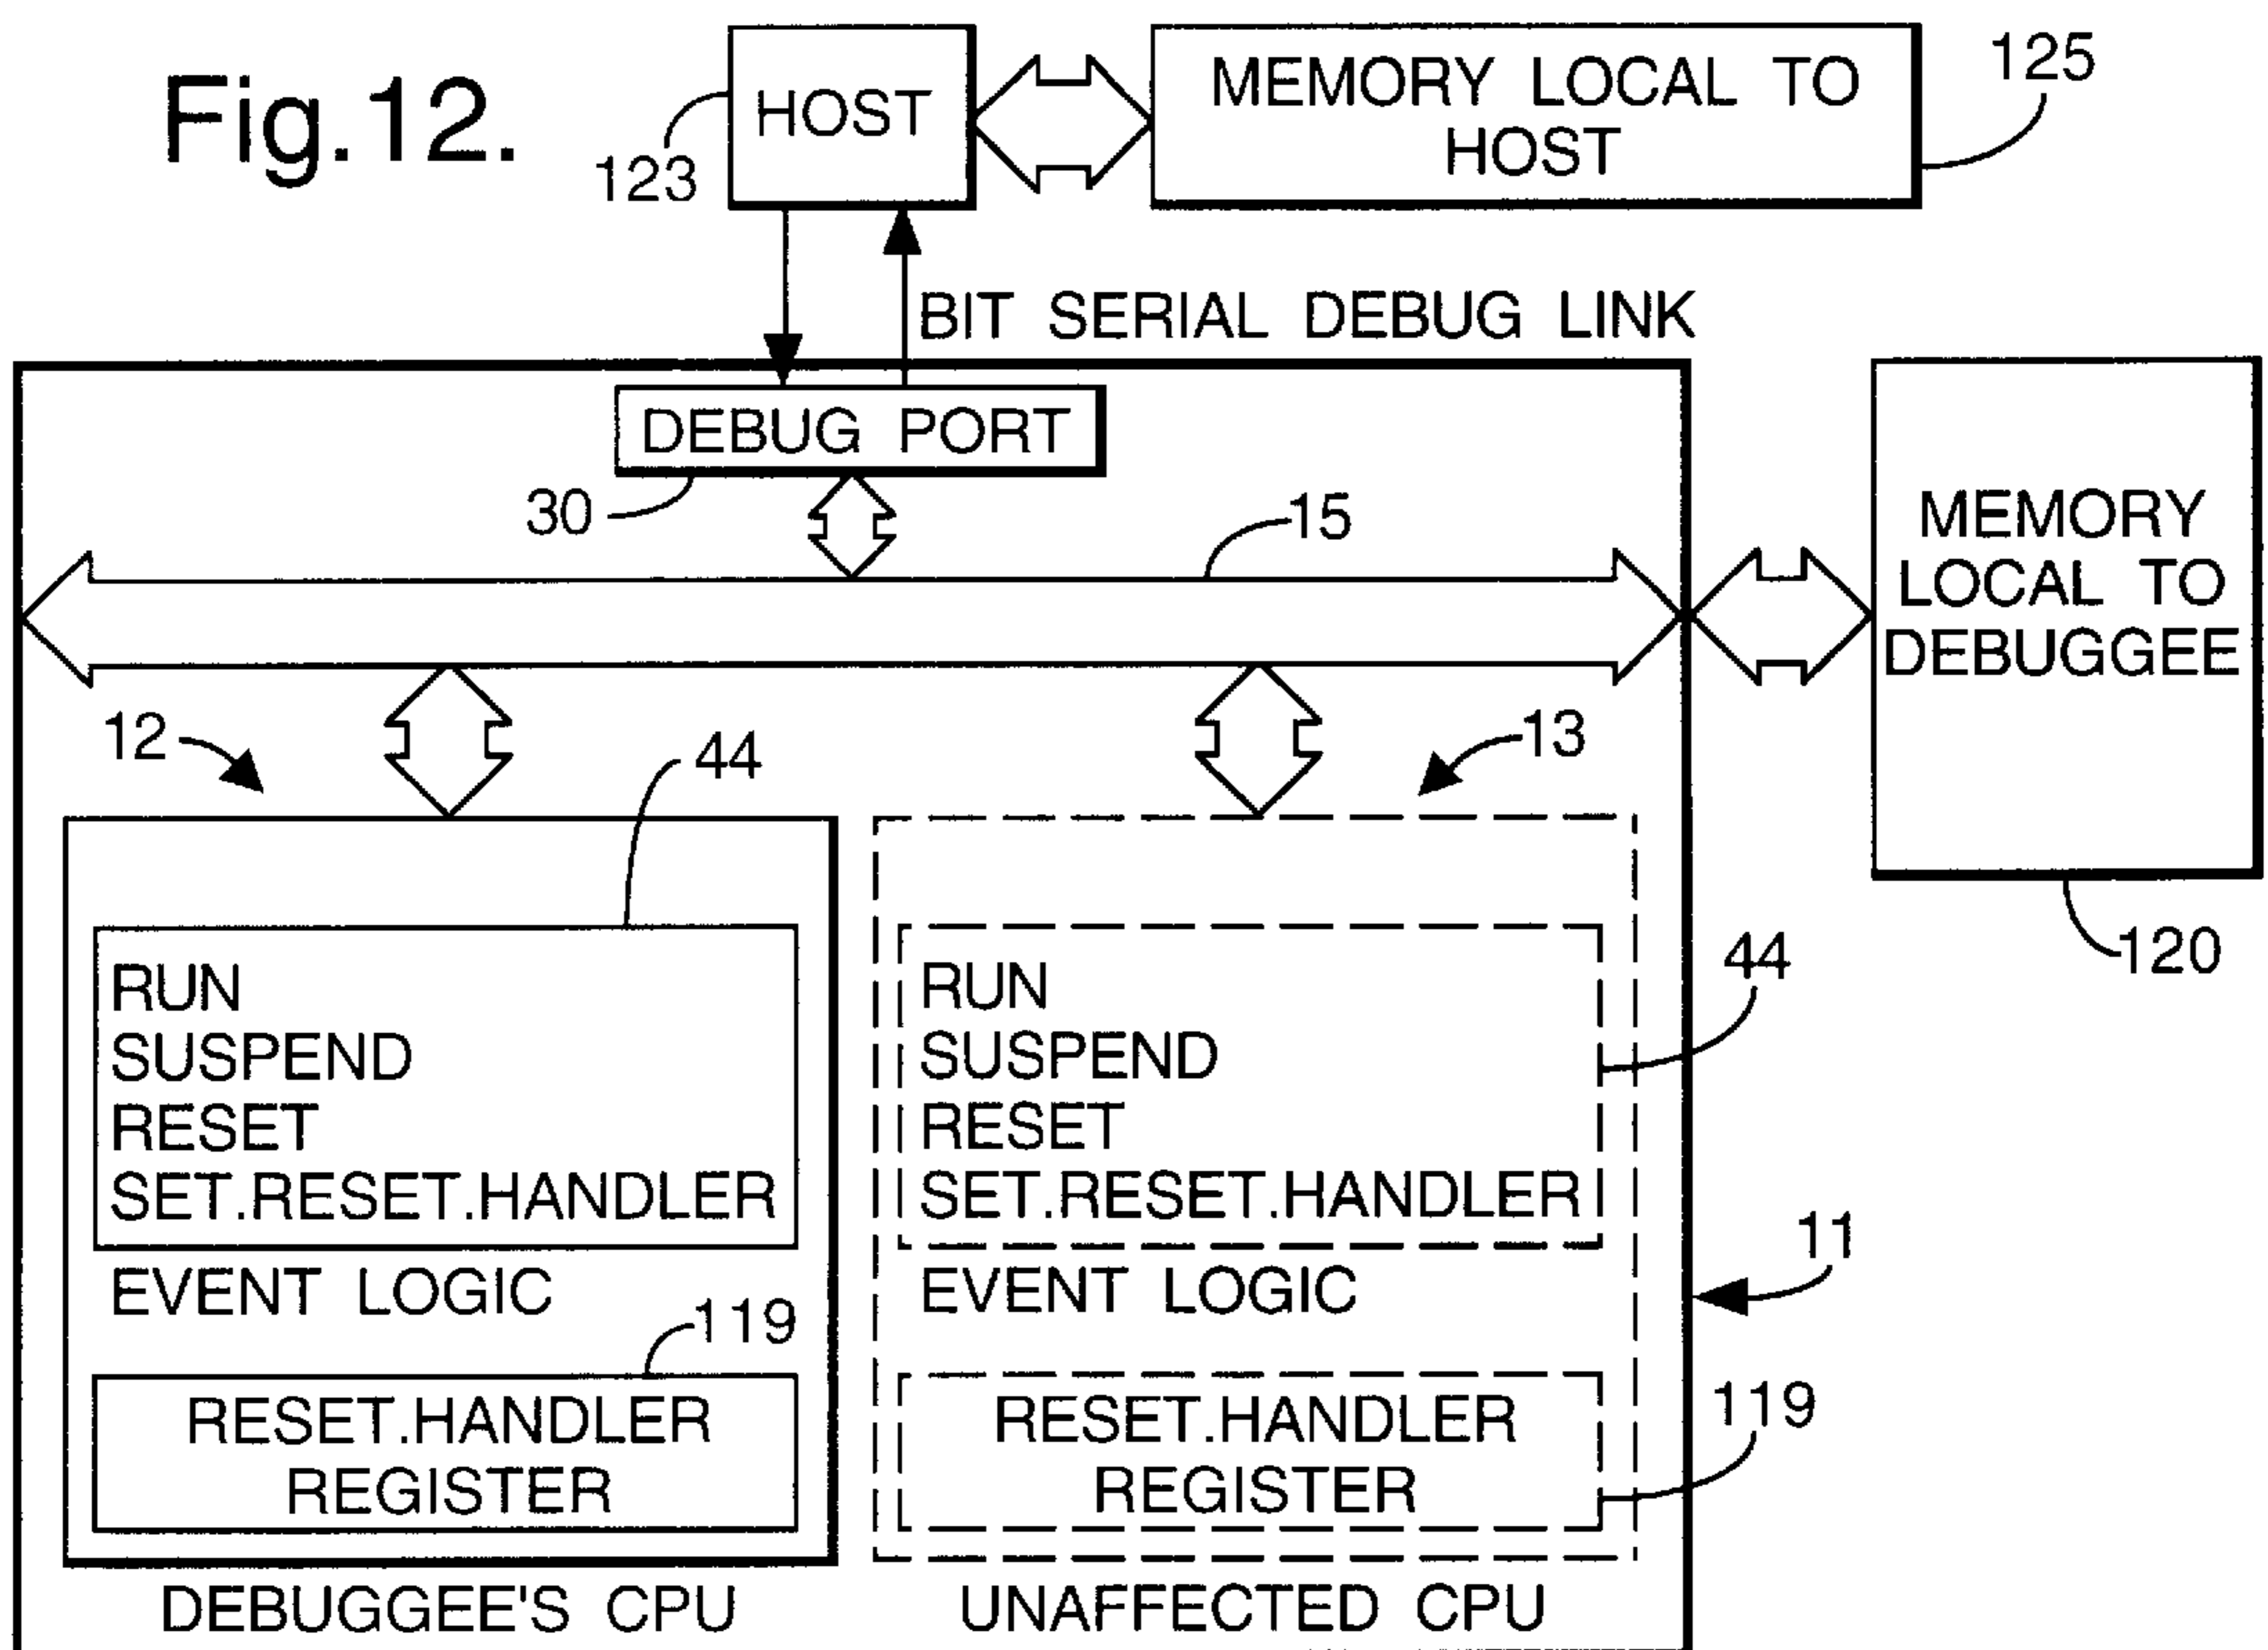 Fig.12.
HOST
123
MEMORY LOCAL TO
HOST
125
BIT SERIAL DEBUG LINK
DEBUG PORT
30
15
MEMORY
LOCAL TO
DEBUGGEE
120
12
44
13
RUN
SUSPEND
RESET
SET.RESET.HANDLER
EVENT LOGIC
119
RESET.HANDLER
REGISTER
DEBUGGEE'S CPU
RUN
SUSPEND
RESET
SET.RESET.HANDLER
44
EVENT LOGIC
11
RESET.HANDLER
REGISTER
119
UNAFFECTED CPU